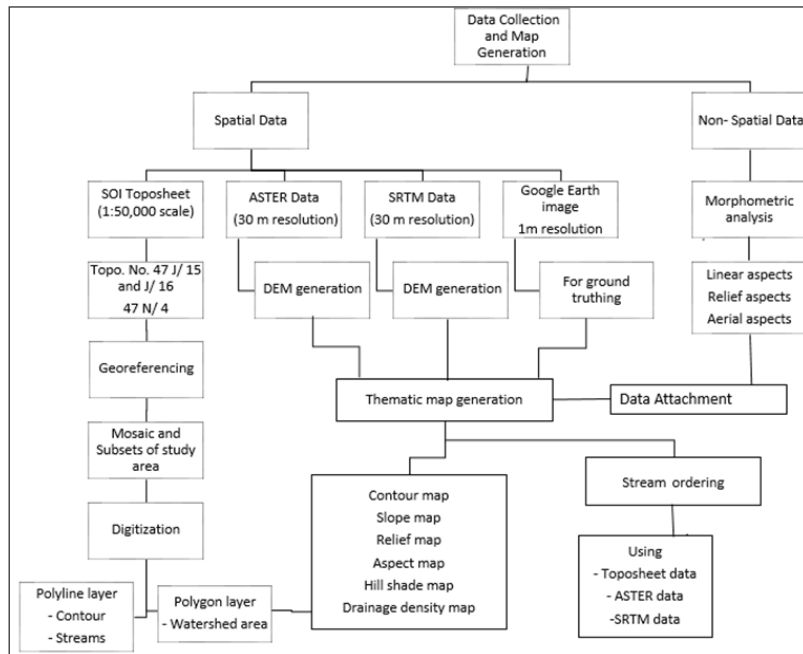 Data Collection
and Map
Generation
Spatial Data
Non- Spatial Data
SOI Toposheet
(1:50,000 scale)
ASTER Data
(30 m resolution)
SRTM Data
(30 m resolution)
Google Earth
image
1m resolution
Morphometric
analysis
Topo. No. 47 J/ 15
and J/ 16
47 N/ 4
DEM generation
DEM generation
For ground
truthing
Linear aspects
Relief aspects
Aerial aspects
Georeferencing
Thematic map generation
Data Attachment
Mosaic and
Subsets of study
area
Contour map
Slope map
Relief map
Aspect map
Hill shade map
Drainage density map
Stream ordering
Digitization
Using
- Toposheet data
- ASTER data
-SRTM data
Polyline layer
- Contour
- Streams
Polygon layer
- Watershed area